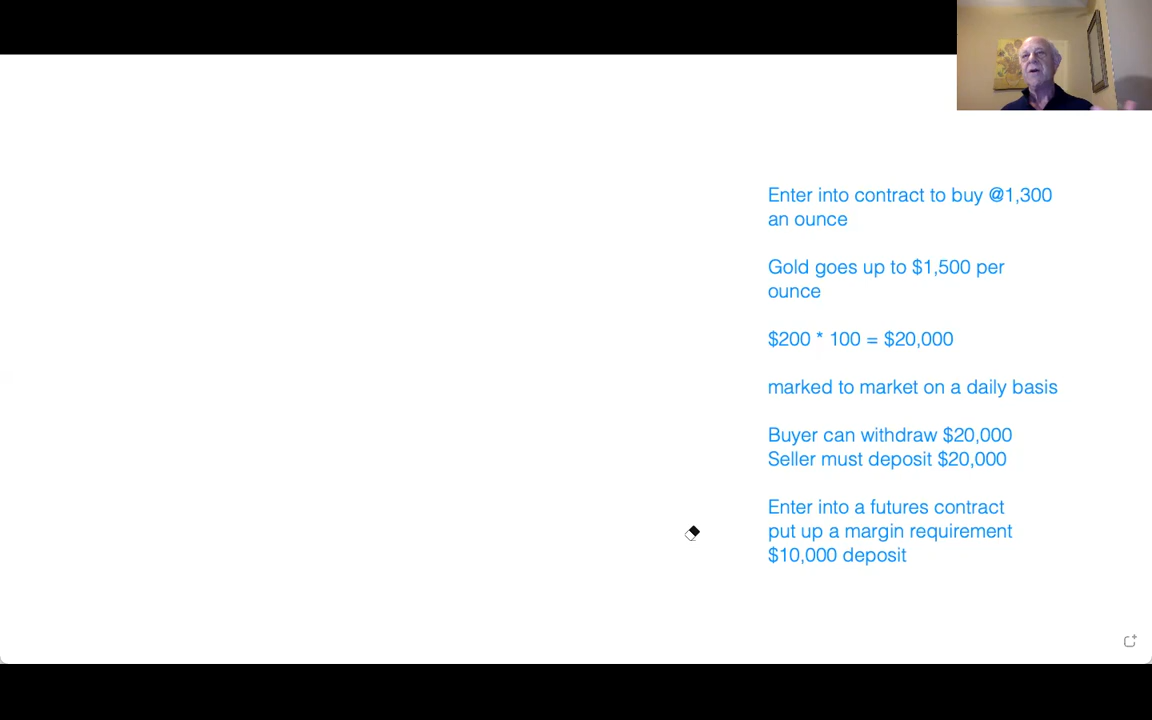 Enter into contract to buy @1,300
an ounce
Gold goes up to $1,500 per
ounce
$200 * 100 = $20,000
marked to market on a daily basis
Buyer can withdraw $20,000
Seller must deposit $20,000
Enter into a futures contract
put up a margin requirement
$10,000 deposit